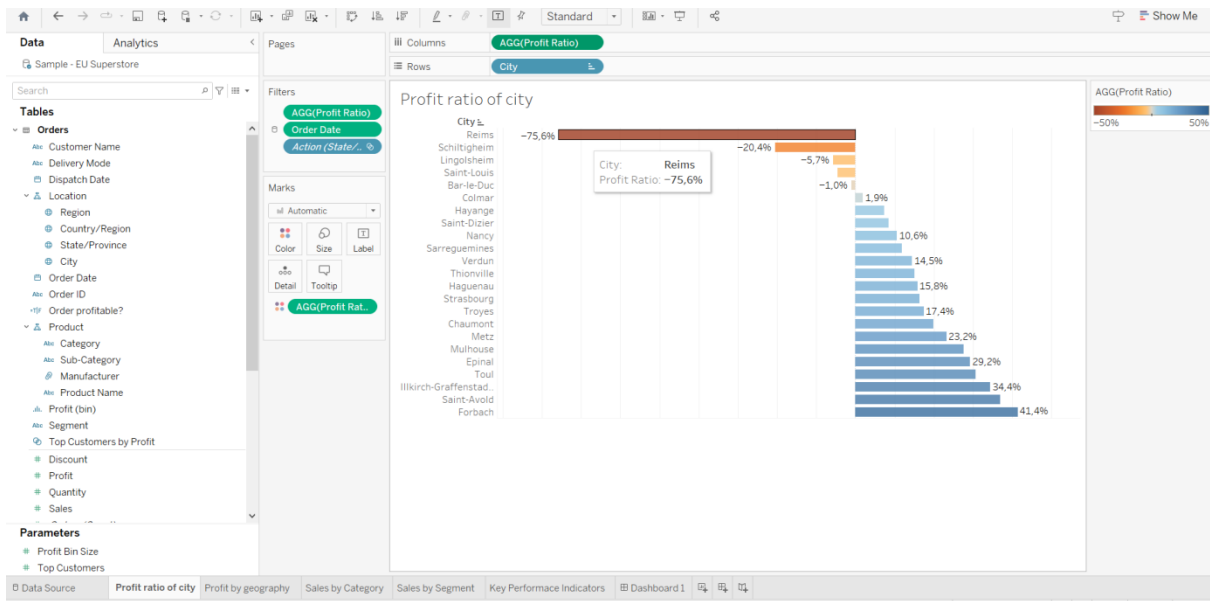 Standard
Show Me
Data
Analytics
Sample - EU Superstore
Search
Tables
Orders
Abc Customer Name
Abc Delivery Mode
Dispatch Date
Location
Region
Country/Region
State/Province
City
Order Date
Abc Order ID
Order profitable?
Product
Abc Category
Abc Sub-Category
Manufacturer
Abc Product Name
Profit (bin)
Abc Segment
Top Customers by Profit
# Discount
# Profit
# Quantity
# Sales
Parameters
# Profit Bin Size
# Top Customers
Pages
Filters
AGG(Profit Ratio)
Order Date
Action (State/..
Marks
Automatic
Color
Size
Label
Detail
Tooltip
AGG(Profit Rat..
Columns
AGG(Profit Ratio)
Rows
City
Profit ratio of city
City
Reims −75,6%
Schiltigheim −20,4%
Lingolsheim −5,7%
Saint-Louis
Bar-le-Duc −1,0%
Colmar 1,9%
Hayange
Saint-Dizier
Nancy 10,6%
Sarreguemines
Verdun 14,5%
Thionville
Haguenau 15,8%
Strasbourg
Troyes 17,4%
Chaumont
Metz 23,2%
Mulhouse
Epinal 29,2%
Toul
Illkirch-Graffenstad.. 34,4%
Saint-Avold
Forbach 41,4%
City: Reims
Profit Ratio: −75,6%
AGG(Profit Ratio)
−50% 50%
Data Source
Profit ratio of city
Profit by geography
Sales by Category
Sales by Segment
Key Performace Indicators
Dashboard 1